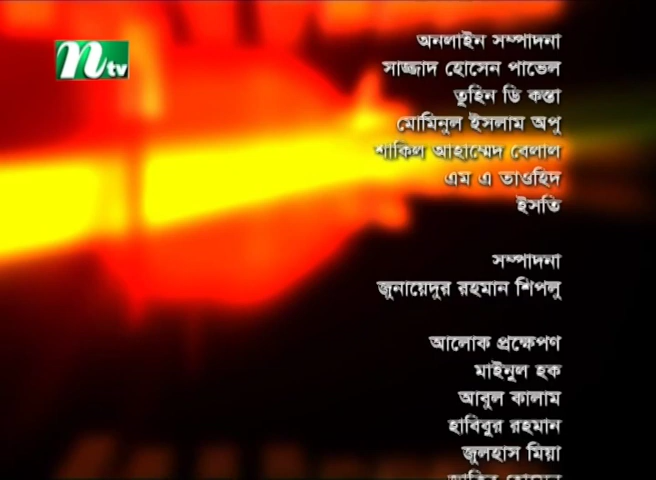 ntv
অনলাইন সম্পাদনা
সাজ্জাদ হোসেন পাভেল
তুহিন ডি কস্তা
মোমিনুল ইসলাম অপু
শাকিল আহাম্মেদ বেলাল
এম এ তাওহিদ
ইসতি
সম্পাদনা
জুনায়েদুর রহমান শিপলু
আলোক প্রক্ষেপণ
মাইনুল হক
আবুল কালাম
হাবিবুর রহমান
জুলহাস মিয়া